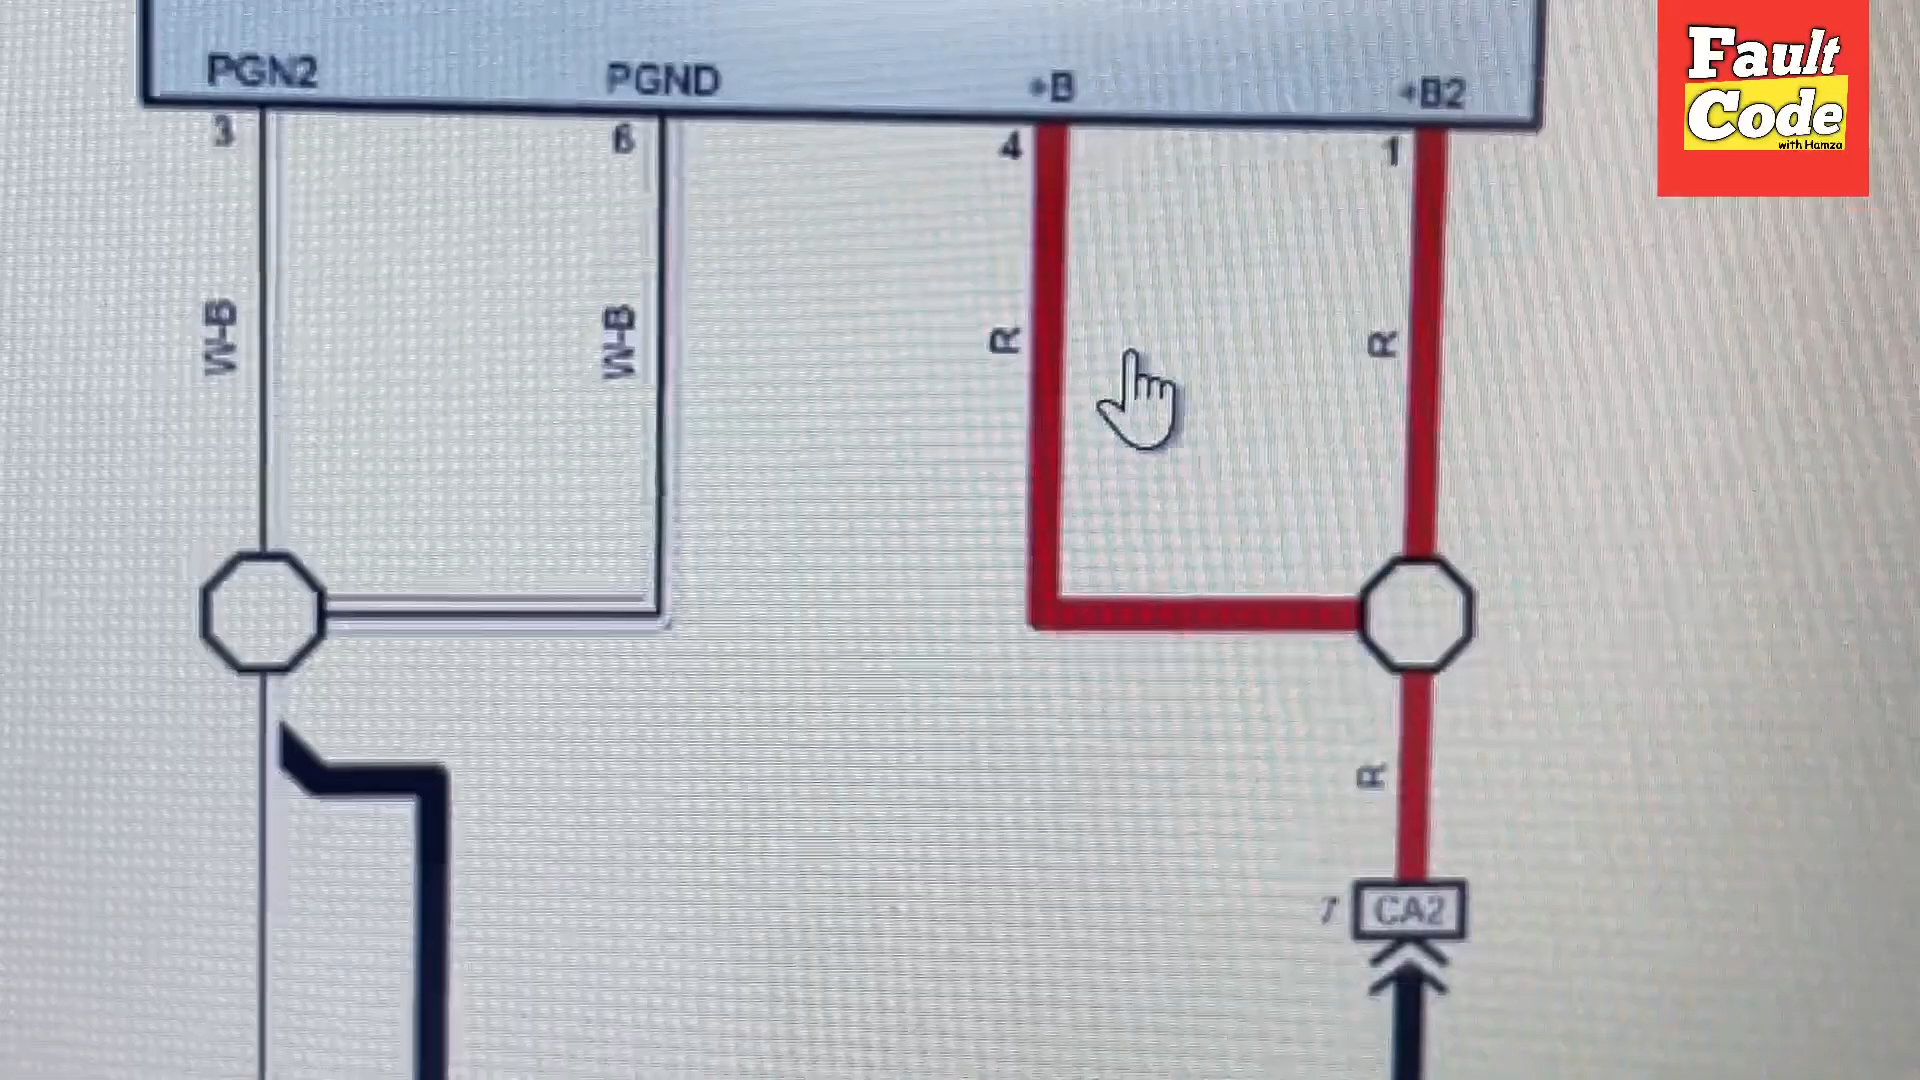 PGN2
PGND
+B
+B2
3
6
4
1
W-B
W-B
R
R
R
7
CA2
Fault
Code
with Hamza